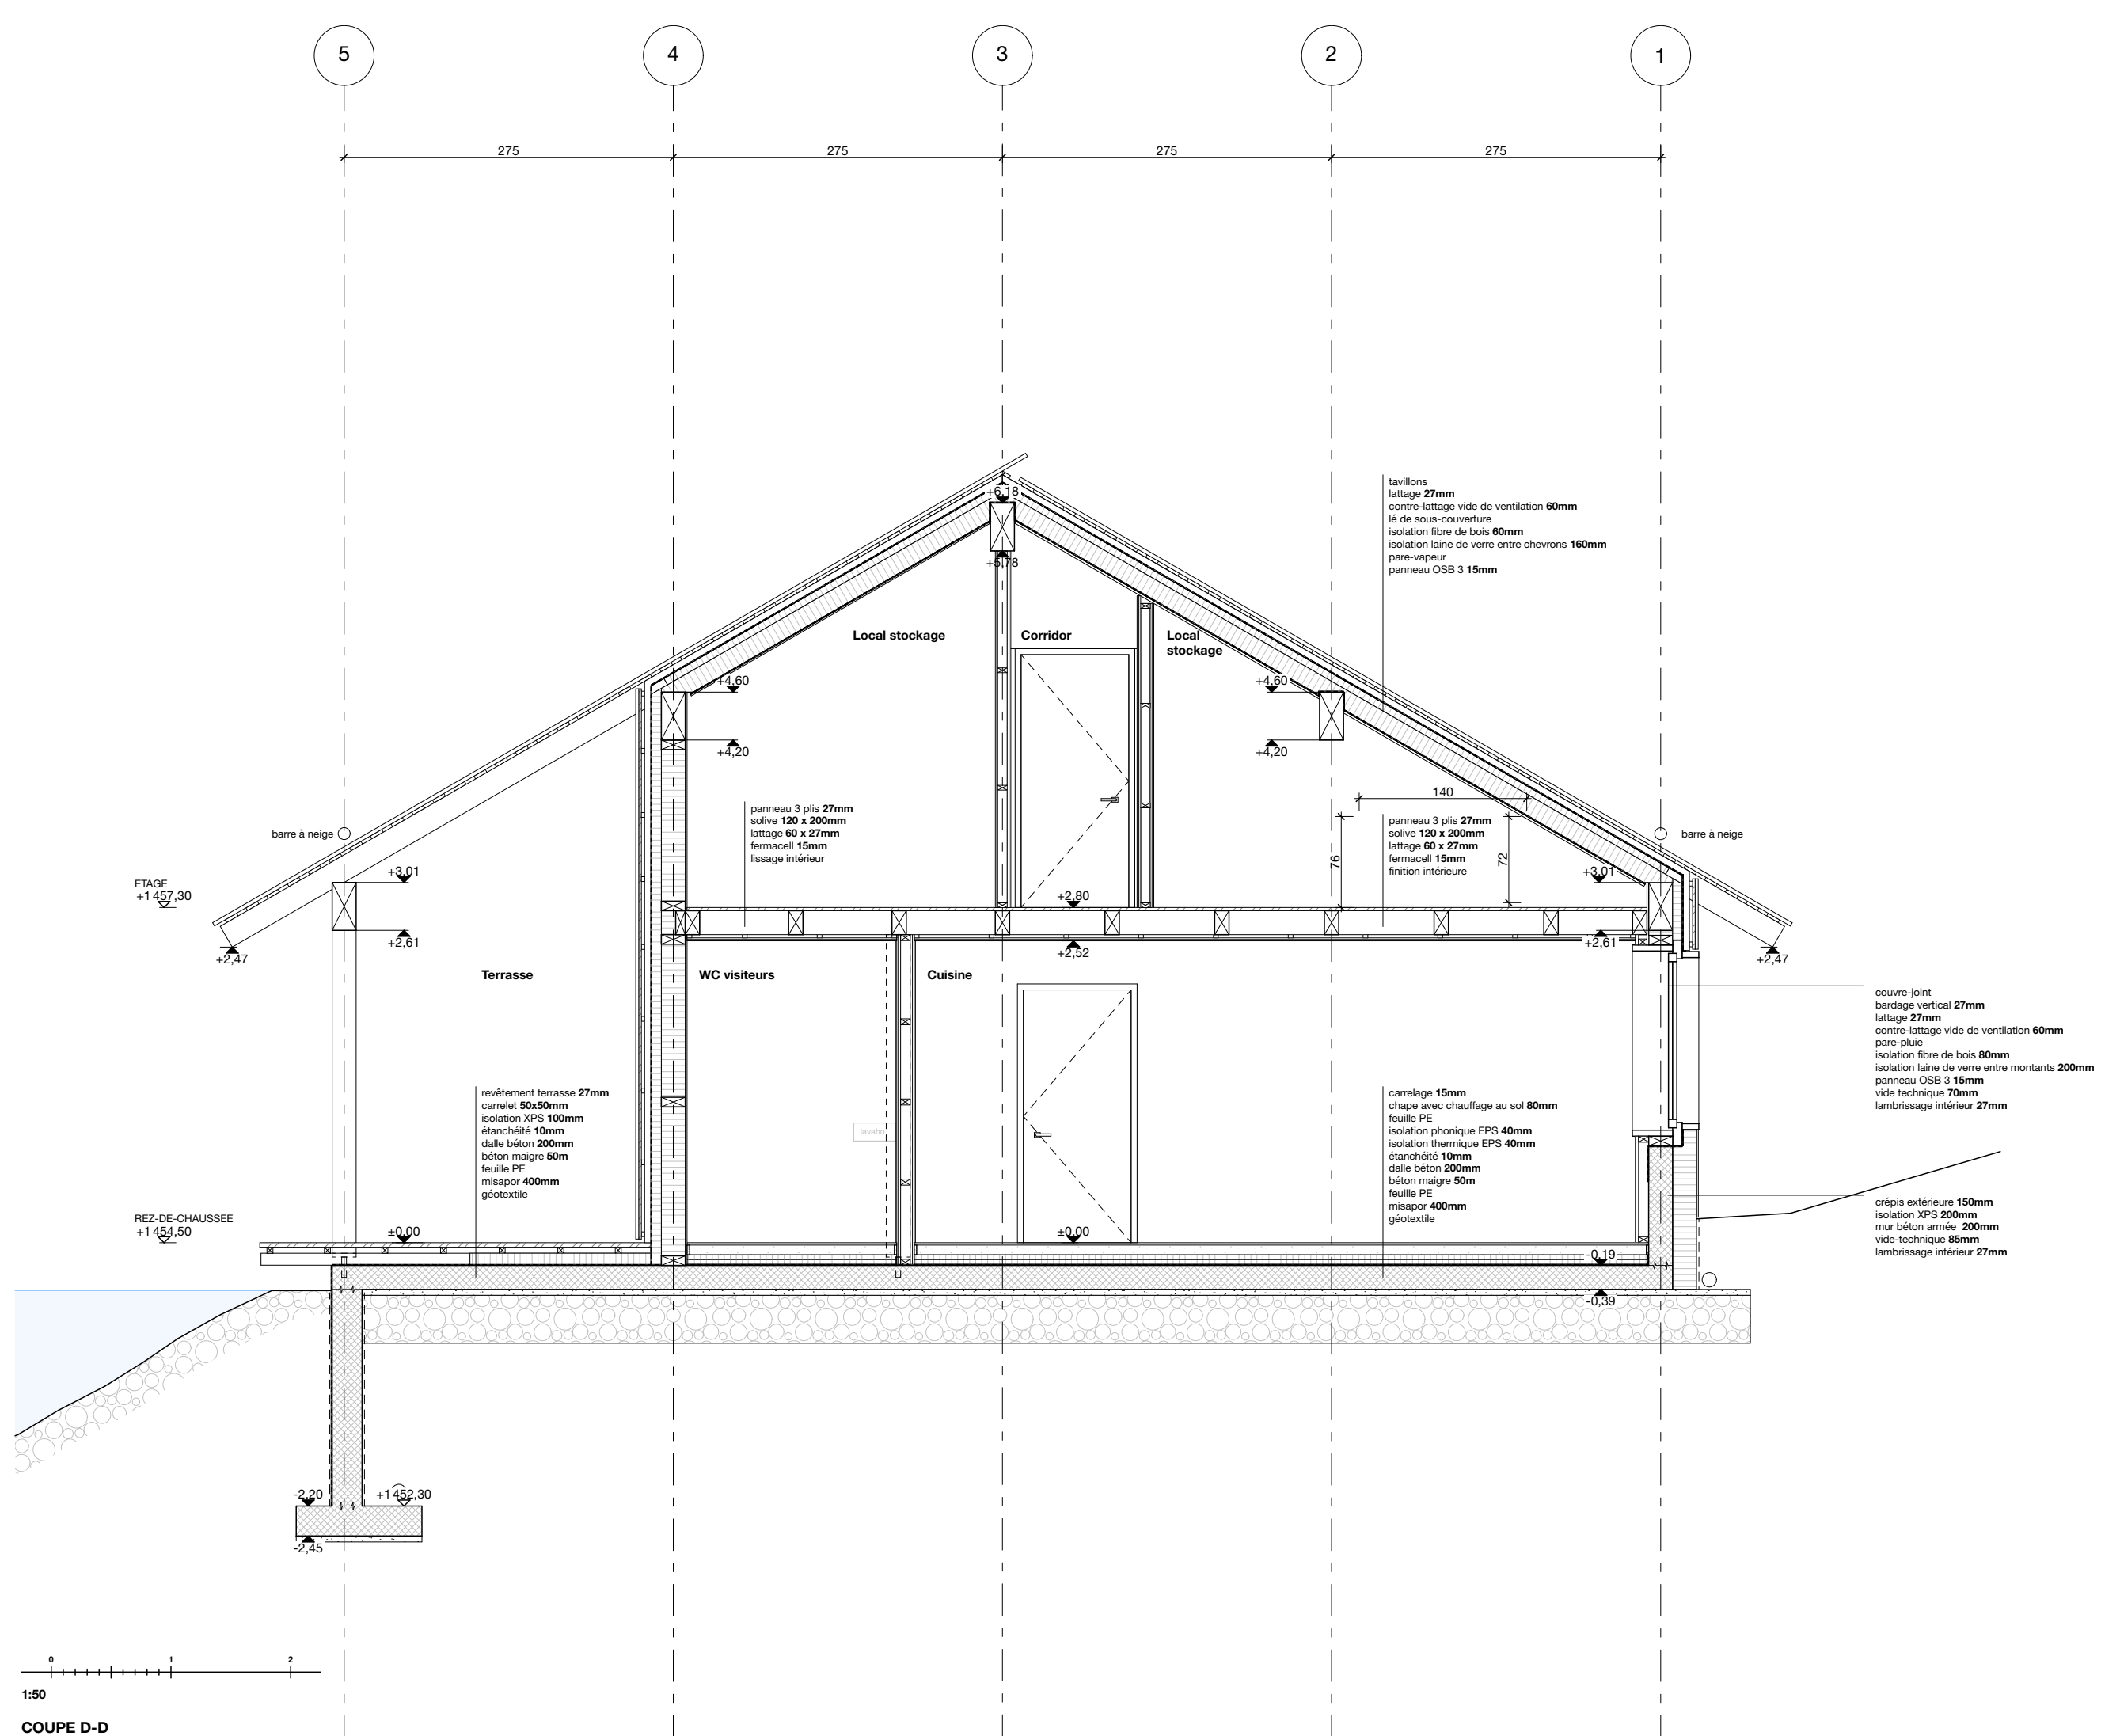 5
4
3
2
1
275
275
275
275
+6,18
+5,78
tavillons
lattage 27mm
contre-lattage vide de ventilation 60mm
lé de sous-couverture
isolation fibre de bois 60mm
isolation laine de verre entre chevrons 160mm
pare-vapeur
panneau OSB 3 15mm
Local stockage
Corridor
Local
stockage
+4,60
+4,60
+4,20
+4,20
140
76
72
panneau 3 plis 27mm
solive 120 x 200mm
lattage 60 x 27mm
fermacell 15mm
lissage intérieur
panneau 3 plis 27mm
solive 120 x 200mm
lattage 60 x 27mm
fermacell 15mm
finition intérieure
barre à neige
barre à neige
ETAGE
+1 457,30
+3,01
+3,01
+2,80
+2,61
+2,61
+2,52
+2,47
+2,47
Terrasse
WC visiteurs
Cuisine
couvre-joint
bardage vertical 27mm
lattage 27mm
contre-lattage vide de ventilation 60mm
pare-pluie
isolation fibre de bois 80mm
isolation laine de verre entre montants 200mm
panneau OSB 3 15mm
vide technique 70mm
lambrissage intérieur 27mm
revêtement terrasse 27mm
carrelet 50x50mm
isolation XPS 100mm
étanchéité 10mm
dalle béton 200mm
béton maigre 50m
feuille PE
misapor 400mm
géotextile
lavabo
carrelage 15mm
chape avec chauffage au sol 80mm
feuille PE
isolation phonique EPS 40mm
isolation thermique EPS 40mm
étanchéité 10mm
dalle béton 200mm
béton maigre 50m
feuille PE
misapor 400mm
géotextile
crépis extérieure 150mm
isolation XPS 200mm
mur béton armée 200mm
vide-technique 85mm
lambrissage intérieur 27mm
REZ-DE-CHAUSSEE
+1 454,50
±0,00
±0,00
-0,19
-0,39
-2,20
+1 452,30
-2,45
0
1
2
1:50
COUPE D-D